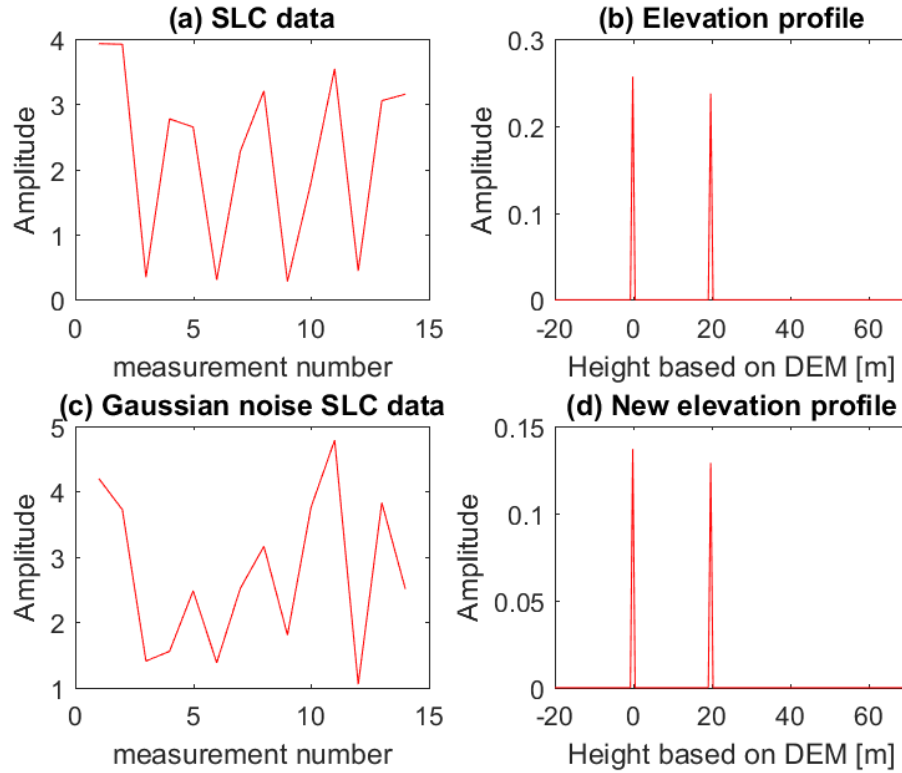 (a) SLC data
4
3
2
1
0
Amplitude
0 5 10 15
measurement number
(b) Elevation profile
0.3
0.2
0.1
0
Amplitude
-20 0 20 40 60
Height based on DEM [m]
(c) Gaussian noise SLC data
5
4
3
2
1
Amplitude
0 5 10 15
measurement number
(d) New elevation profile
0.15
0.1
0.05
0
Amplitude
-20 0 20 40 60
Height based on DEM [m]